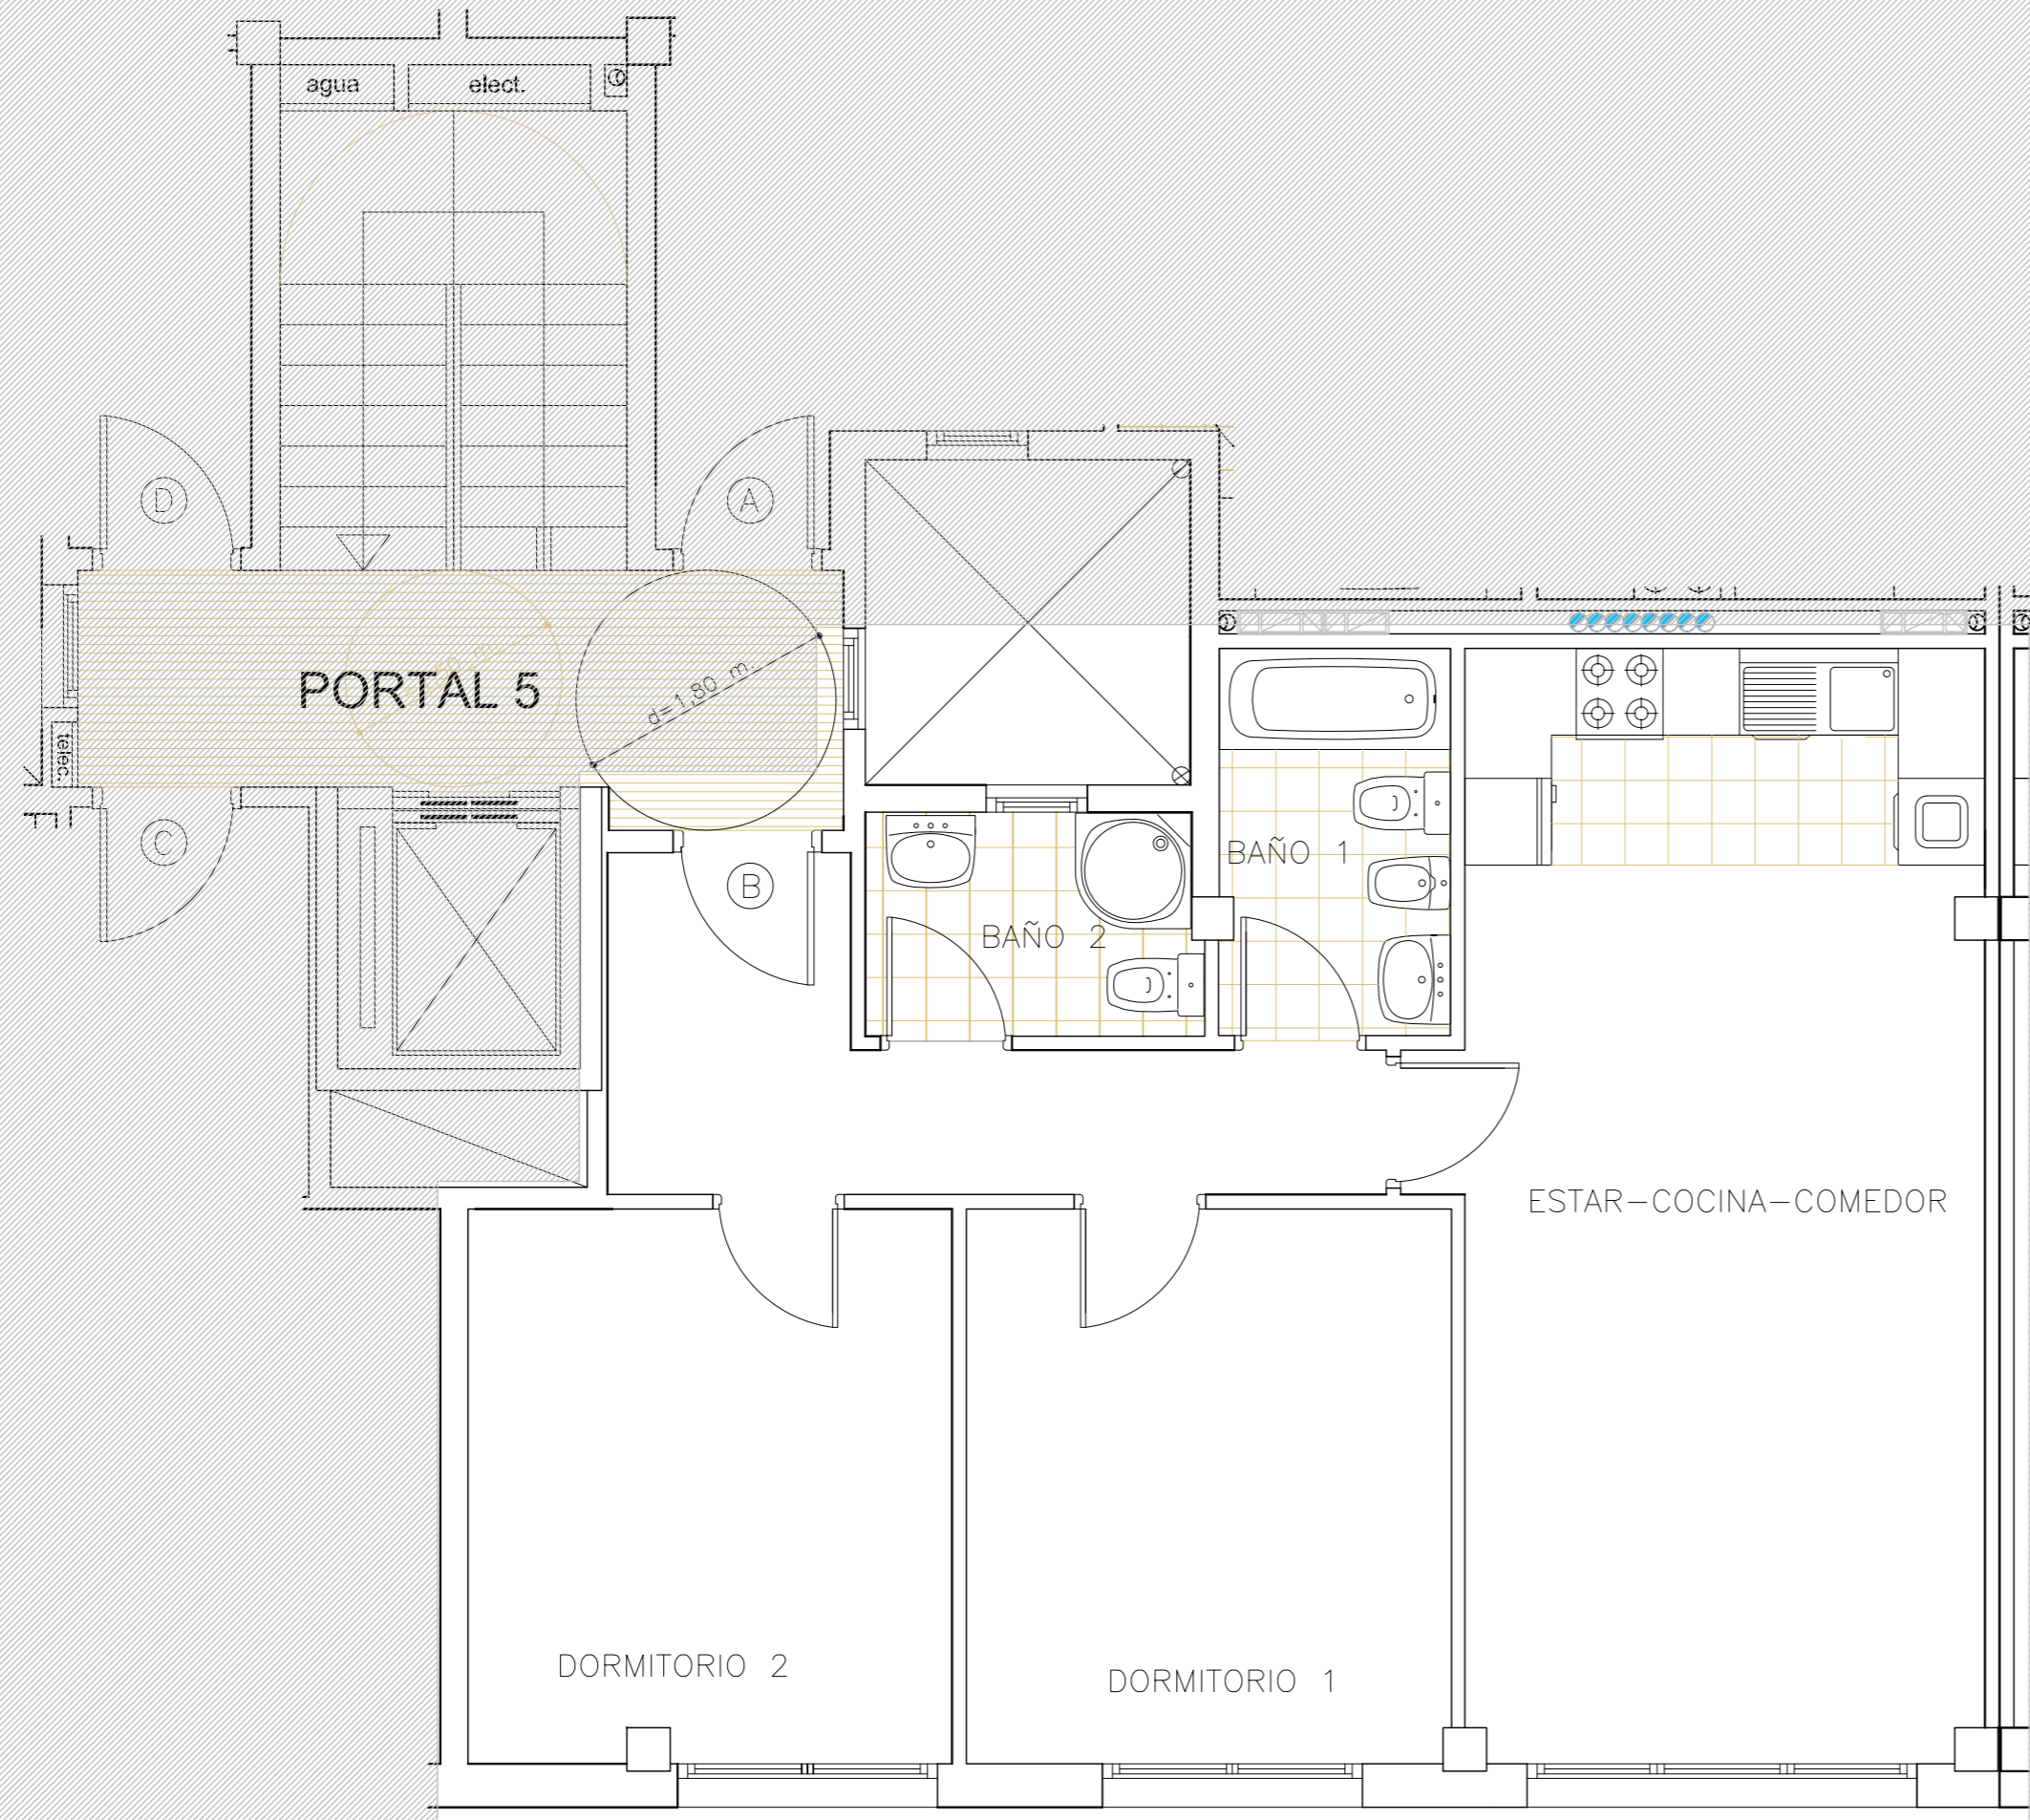 agua
elect.
D
A
PORTAL 5
d=1,80 m.
telec.
C
B
BAÑO 1
BAÑO 2
ESTAR-COCINA-COMEDOR
DORMITORIO 2
DORMITORIO 1